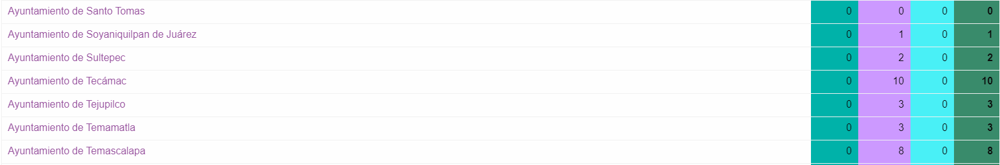 Ayuntamiento de Santo Tomas 0 0 0 0
Ayuntamiento de Soyaniquilpan de Juárez 0 1 0 1
Ayuntamiento de Sultepec 0 2 0 2
Ayuntamiento de Tecámac 0 10 0 10
Ayuntamiento de Tejupilco 0 3 0 3
Ayuntamiento de Temamatla 0 3 0 3
Ayuntamiento de Temascalapa 0 8 0 8